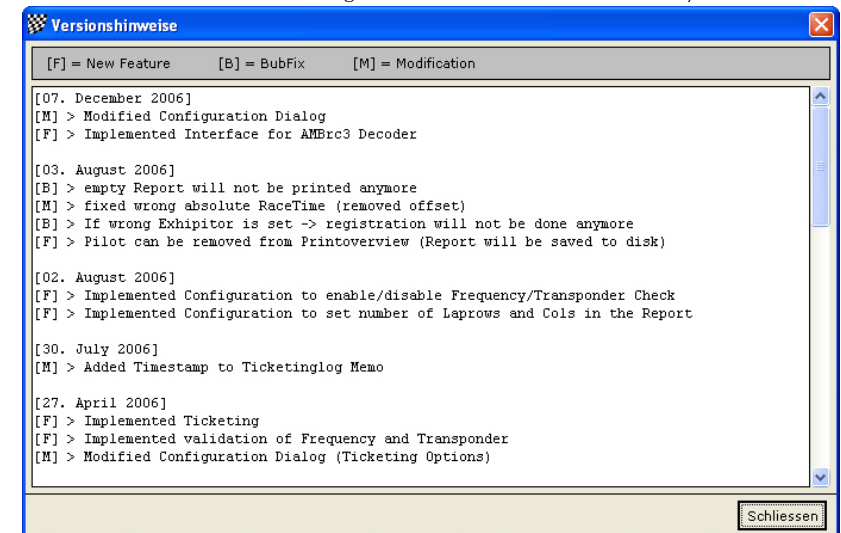 Versionshinweise
[F] = New Feature [B] = BubFix [M] = Modification
[07. December 2006]
[M] > Modified Configuration Dialog
[F] > Implemented Interface for AMBrc3 Decoder
[03. August 2006]
[B] > empty Report will not be printed anymore
[M] > fixed wrong absolute RaceTime (removed offset)
[B] > If wrong Exhipitor is set -> registration will not be done anymore
[F] > Pilot can be removed from Printoverview (Report will be saved to disk)
[02. August 2006]
[F] > Implemented Configuration to enable/disable Frequency/Transponder Check
[F] > Implemented Configuration to set number of Laprows and Cols in the Report
[30. July 2006]
[M] > Added Timestamp to Ticketinglog Memo
[27. April 2006]
[F] > Implemented Ticketing
[F] > Implemented validation of Frequency and Transponder
[M] > Modified Configuration Dialog (Ticketing Options)
Schliessen